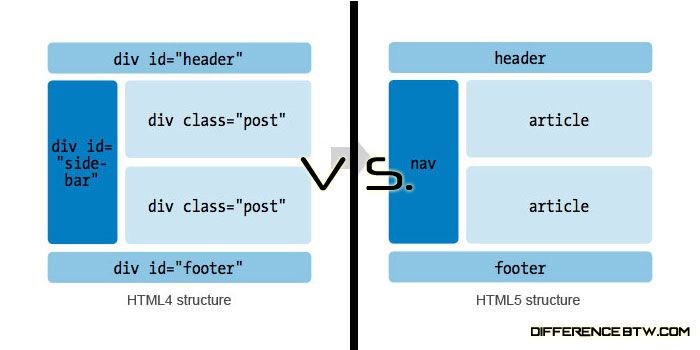 div id="header"
div id=
"side-
bar"
div class="post"
div class="post"
div id="footer"
HTML4 structure
VS.
header
nav
article
article
footer
HTML5 structure
DIFFERENCEBTW.COM